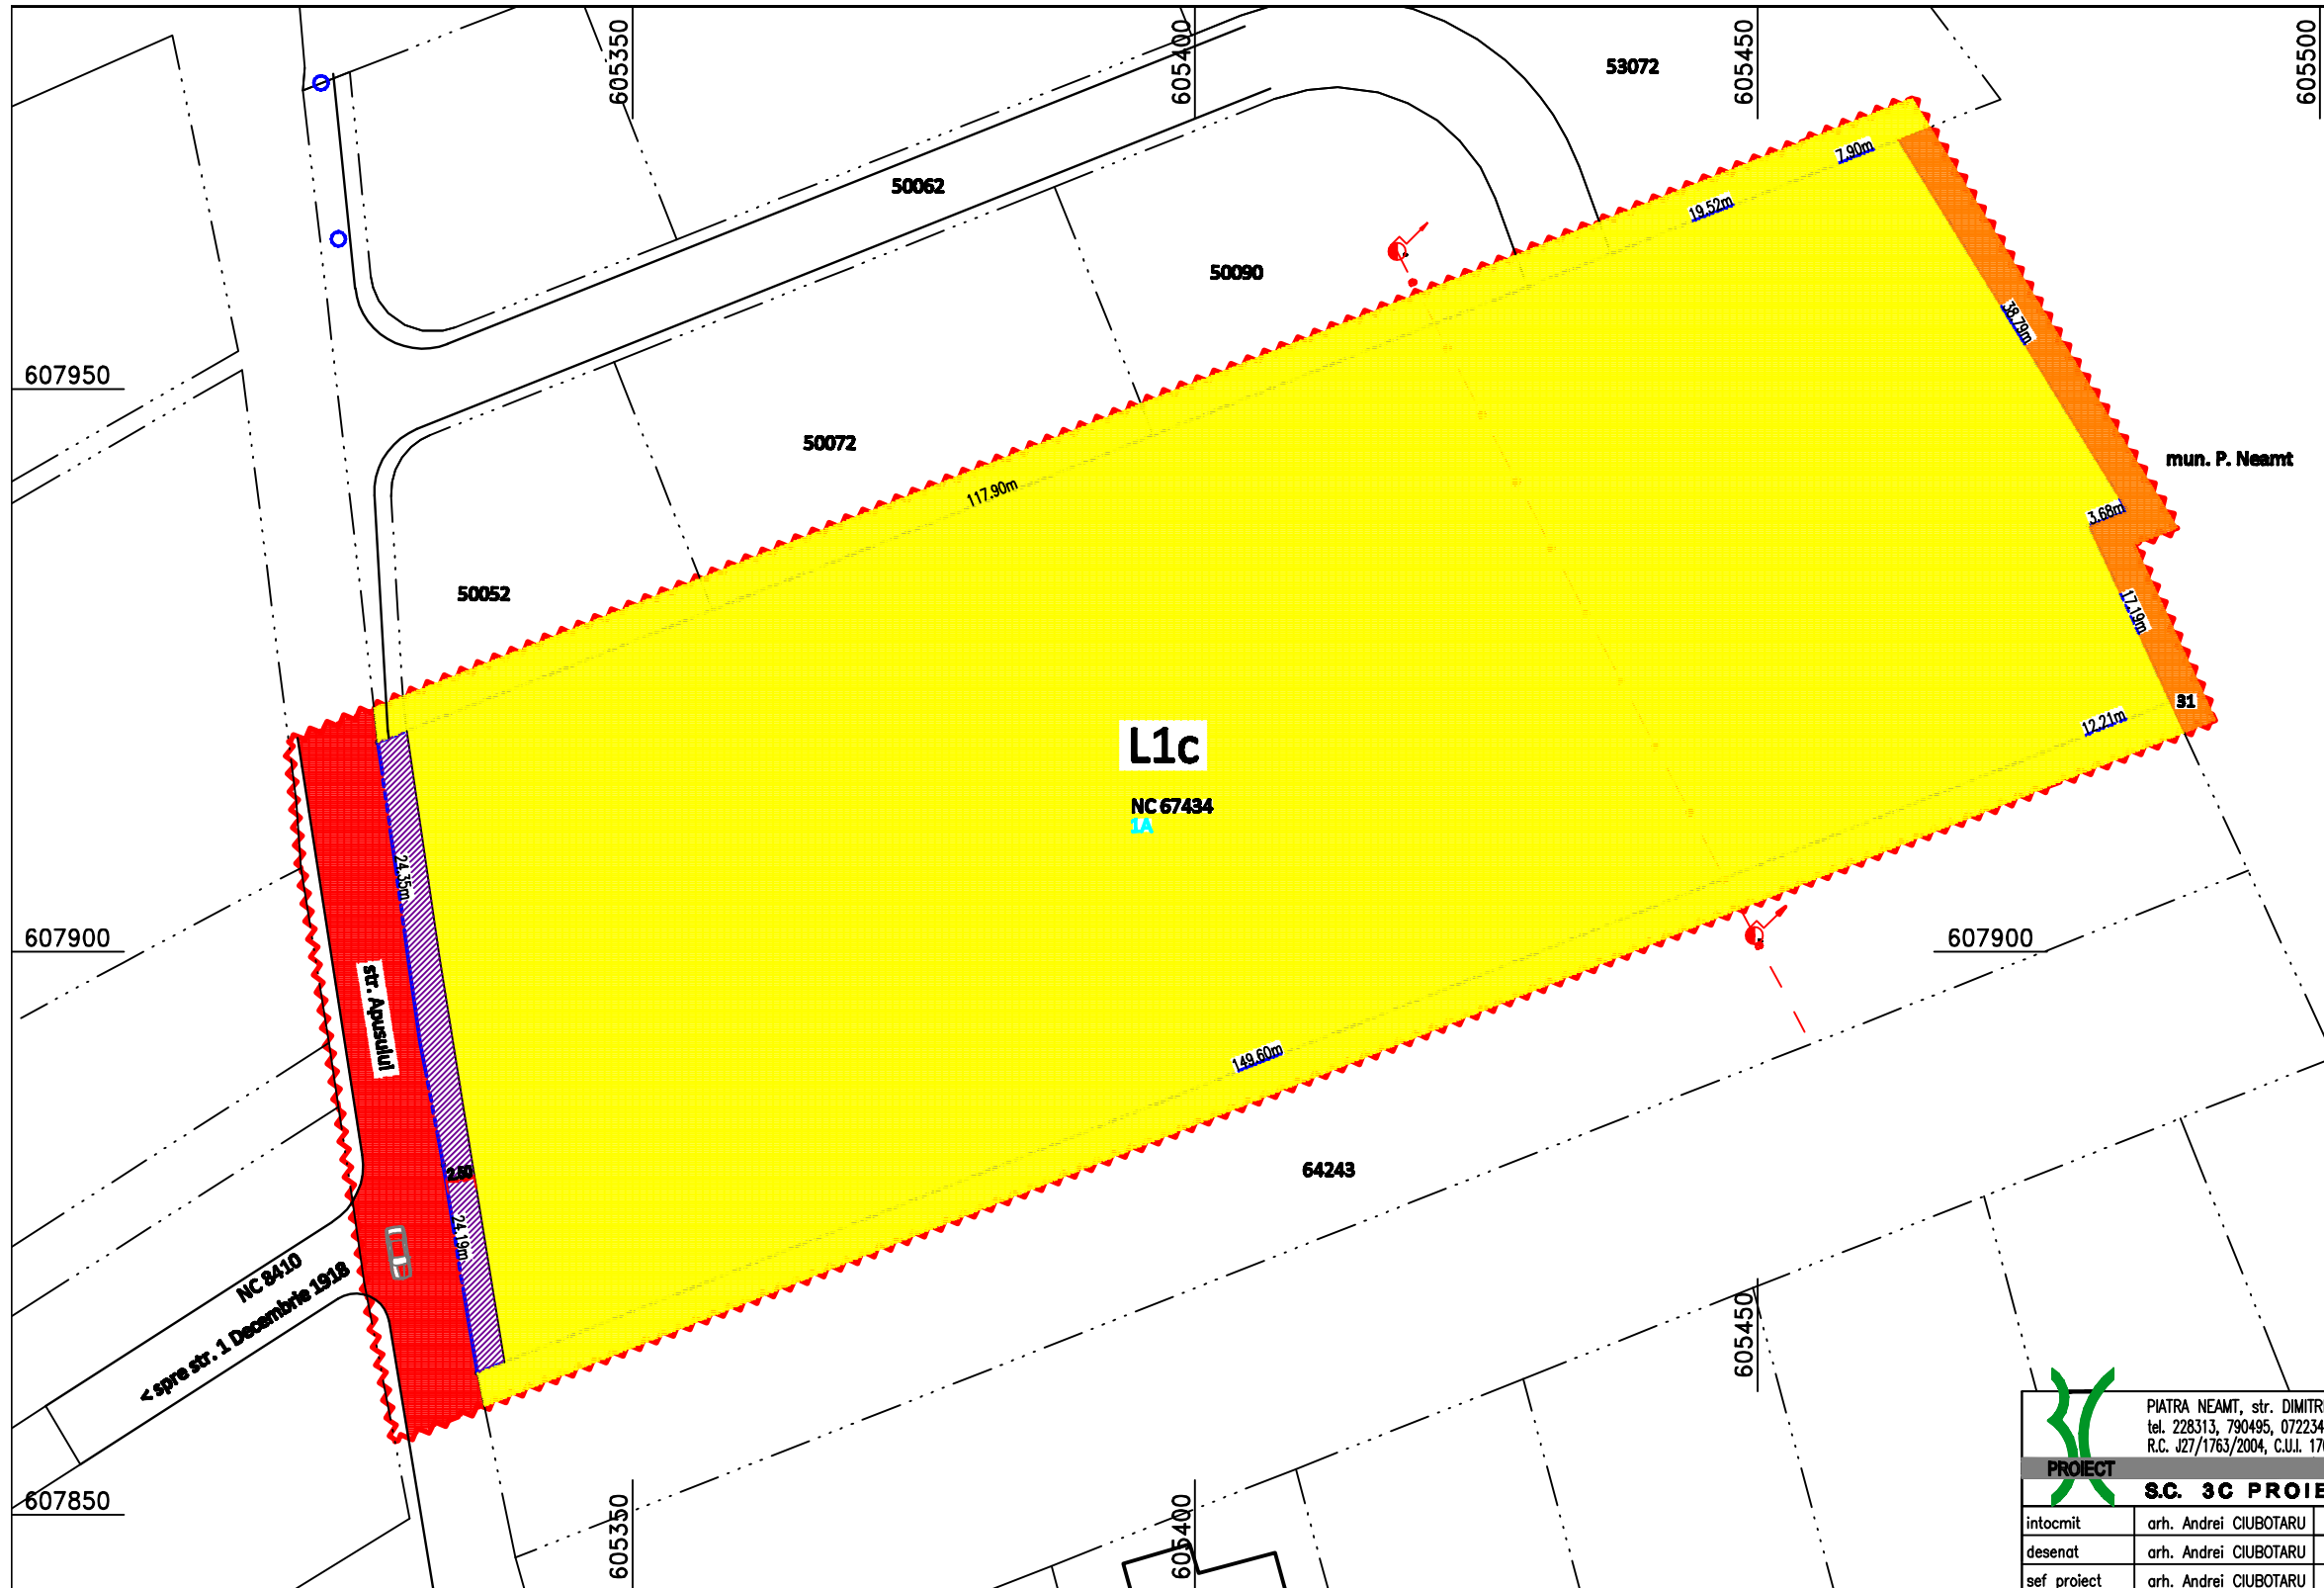 605350
605400
605450
605500
53072
7.90m
50062
19.52m
50090
38.79m
607950
50072
mun. P. Neamt
117.90m
3.68m
50052
17.19m
31
12.21m
L1c
NC 67434
1A
24.35m
607900
607900
str. Apusului
149.60m
64243
2.50
24.19m
NC 8410
< spre str. 1 Decembrie 1918
605450
607850
605350
605400
PIATRA NEAMT, str. DIMITR
tel. 228313, 790495, 072234
R.C. J27/1763/2004, C.U.I. 17
PROIECT
S.C. 3C PROIE
intocmit arh. Andrei CIUBOTARU
desenat arh. Andrei CIUBOTARU
sef proiect arh. Andrei CIUBOTARU